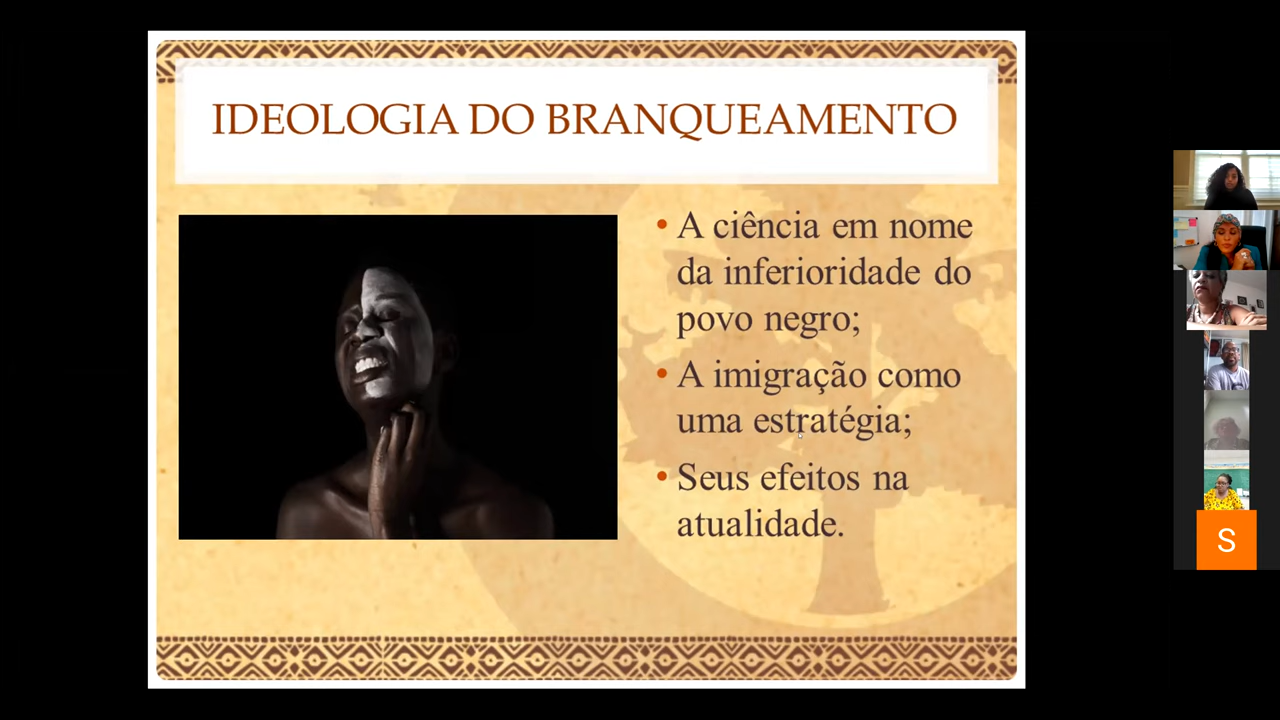 IDEOLOGIA DO BRANQUEAMENTO
• A ciência em nome
da inferioridade do
povo negro;
• A imigração como
uma estratégia;
• Seus efeitos na
atualidade.
S